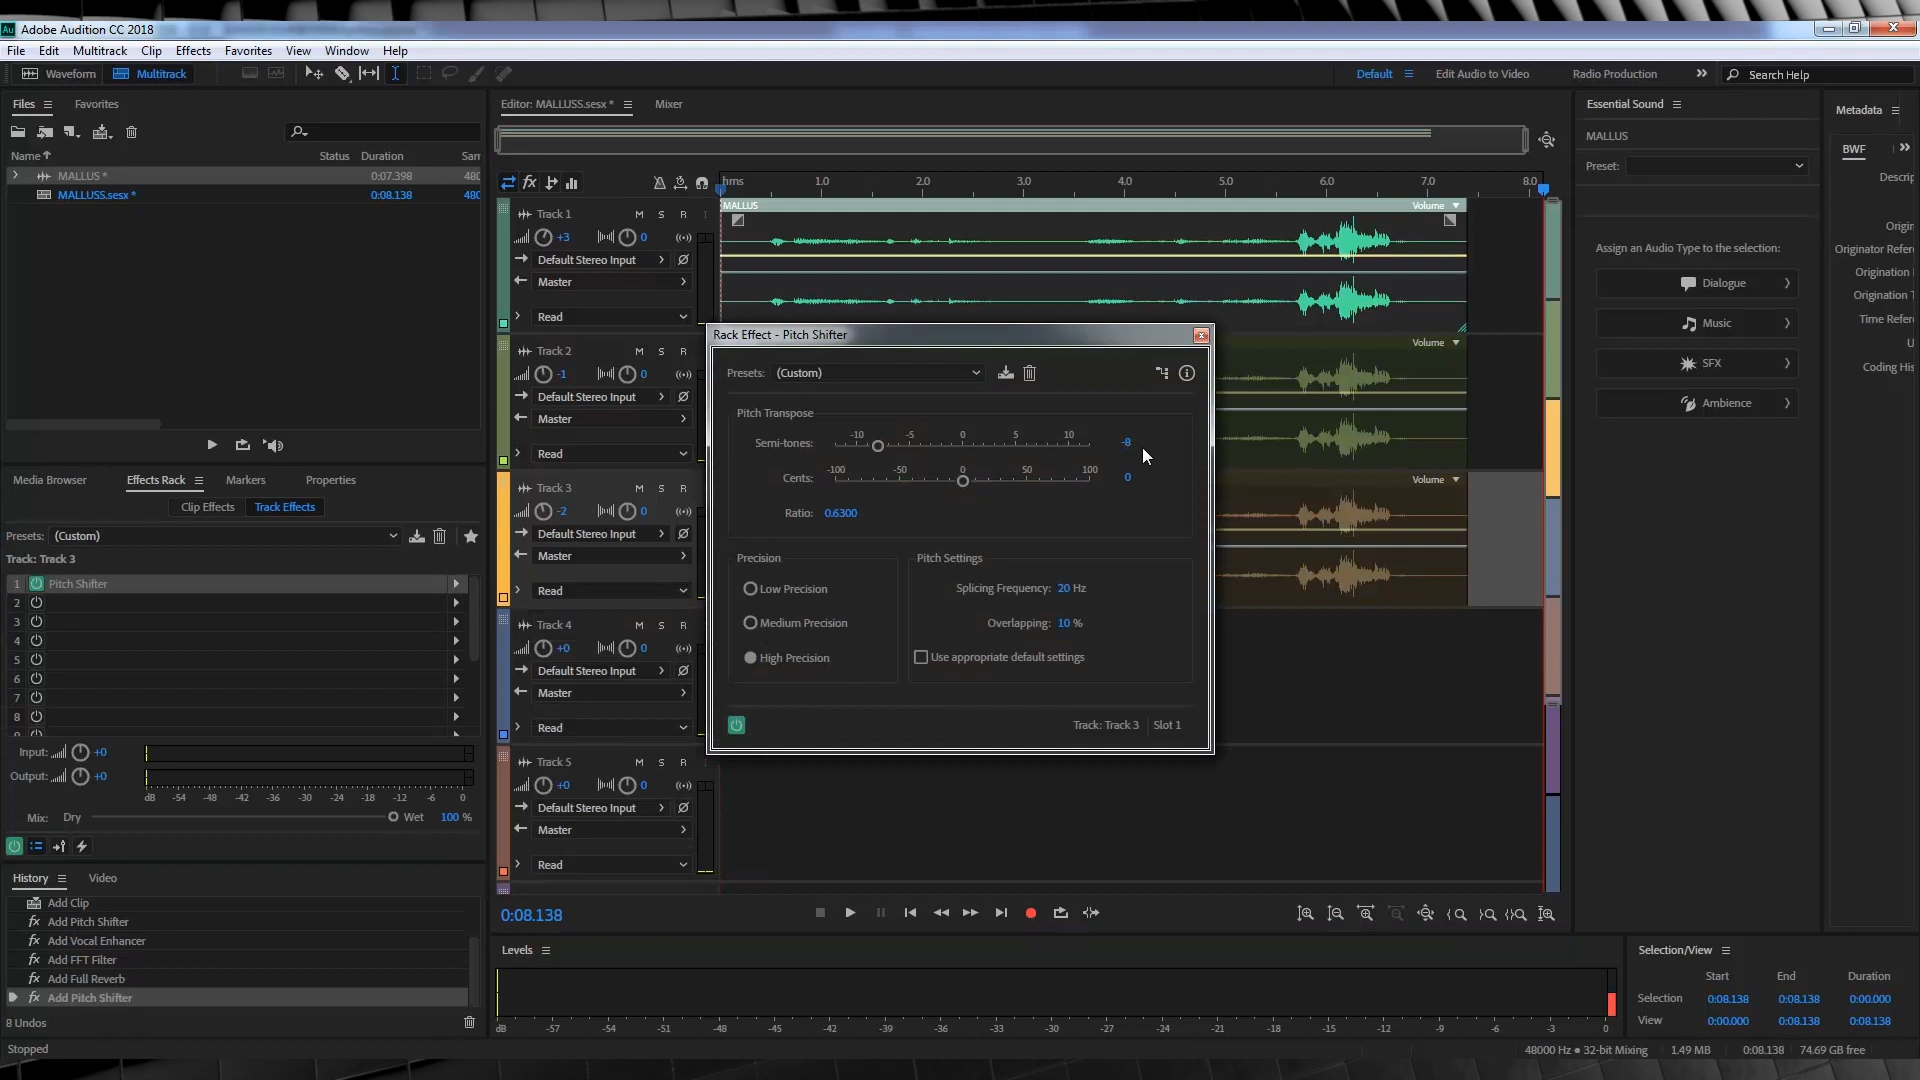 Adobe Audition CC 2018
File Edit Multitrack Clip Effects Favorites View Window Help
Waveform Multitrack
Default Edit Audio to Video Radio Production Search Help
Files Favorites
Name Status Duration Sam
MALLUS * 0:07.398 480
MALLUSS.sesx * 0:08.138 480
Media Browser Effects Rack Markers Properties
Clip Effects Track Effects
Presets: (Custom)
Track: Track 3
1 Pitch Shifter
2
3
4
5
6
7
8
Input: +0
Output: +0
dB -54 -48 -42 -36 -30 -24 -18 -12 -6 0
Mix: Dry Wet 100 %
History Video
Add Clip
Add Pitch Shifter
Add Vocal Enhancer
Add FFT Filter
Add Full Reverb
Add Pitch Shifter
8 Undos
Stopped
Editor: MALLUSS.sesx * Mixer
hms 1.0 2.0 3.0 4.0 5.0 6.0 7.0 8.0
MALLUS Volume
Track 1 M S R
+3 0
Default Stereo Input
Master
Read
Track 2 M S R
-1 0
Default Stereo Input
Master
Read
Volume
Track 3 M S R
-2 0
Default Stereo Input
Master
Read
Volume
Track 4 M S R
+0 0
Default Stereo Input
Master
Read
Track 5 M S R
+0 0
Default Stereo Input
Master
Read
Rack Effect - Pitch Shifter
Presets: (Custom)
Pitch Transpose
-10 -5 0 5 10
Semi-tones: -8
-100 -50 0 50 100
Cents: 0
Ratio: 0.6300
Precision
Low Precision
Medium Precision
High Precision
Pitch Settings
Splicing Frequency: 20 Hz
Overlapping: 10 %
Use appropriate default settings
Track: Track 3 Slot 1
0:08.138
Levels
dB -57 -54 -51 -48 -45 -42 -39 -36 -33 -30 -27 -24 -21 -18 -15 -12 -9 -6 -3 0
Essential Sound
MALLUS
Preset:
Assign an Audio Type to the selection:
Dialogue
Music
SFX
Ambience
Metadata
BWF
Descrip
Origin
Originator Refere
Origination D
Origination T
Time Refere
U
Coding His
Selection/View
Start End Duration
Selection 0:08.138 0:08.138 0:00.000
View 0:00.000 0:08.138 0:08.138
48000 Hz ● 32-bit Mixing 1.49 MB 0:08.138 74.69 GB free